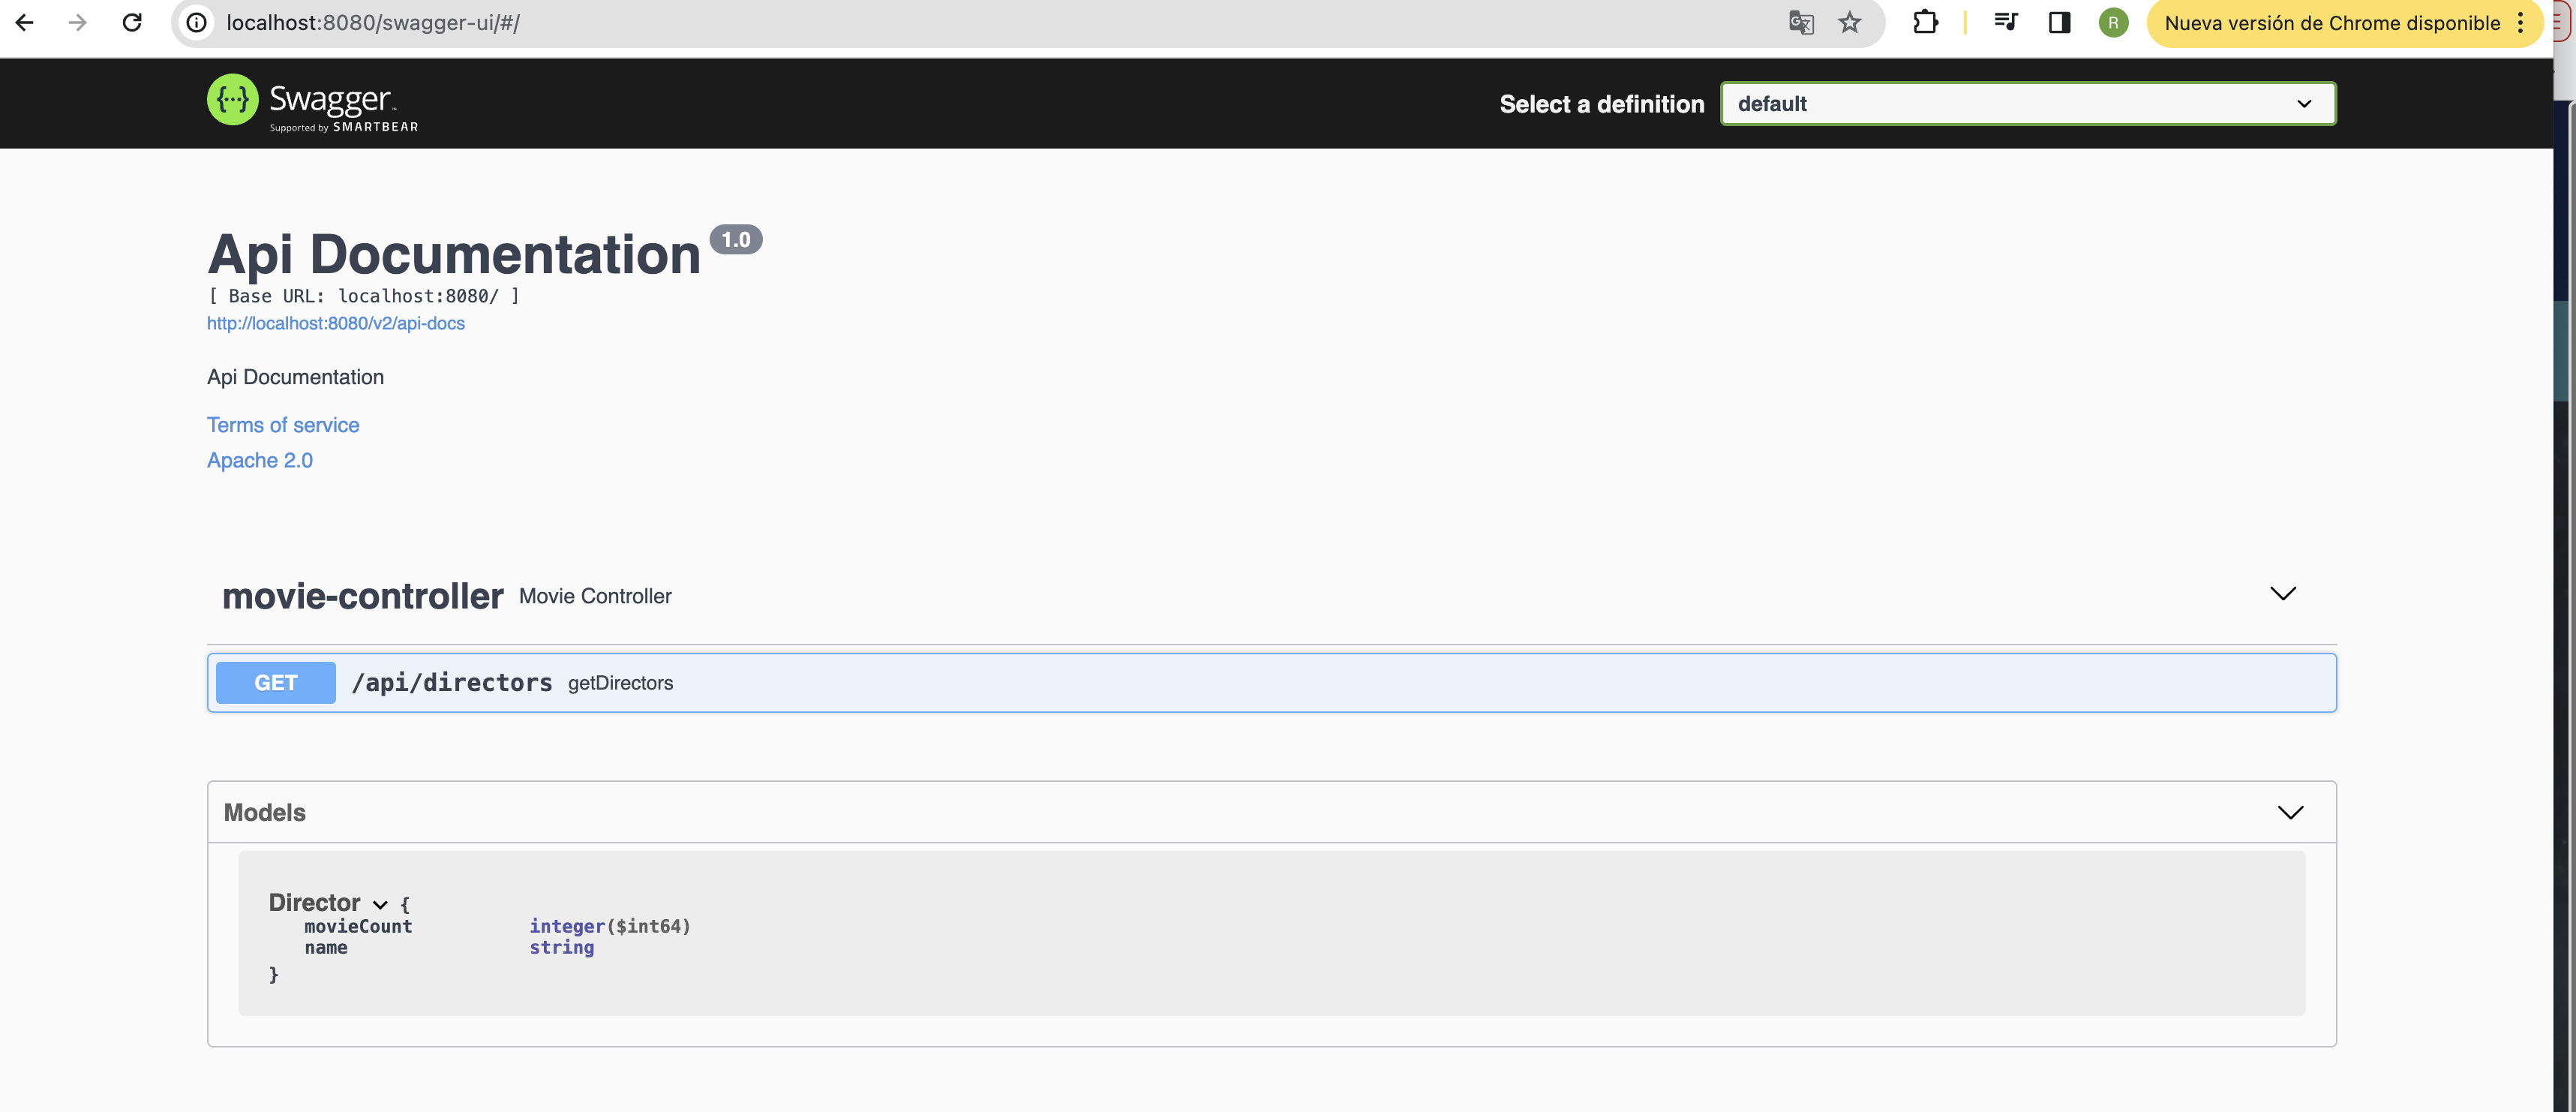 localhost:8080/swagger-ui/#/
R
Nueva versión de Chrome disponible
{···} Swagger™
Supported by SMARTBEAR
Select a definition
default
Api Documentation 1.0
[ Base URL: localhost:8080/ ]
http://localhost:8080/v2/api-docs
Api Documentation
Terms of service
Apache 2.0
movie-controller Movie Controller
GET /api/directors getDirectors
Models
Director {
movieCount integer($int64)
name string
}